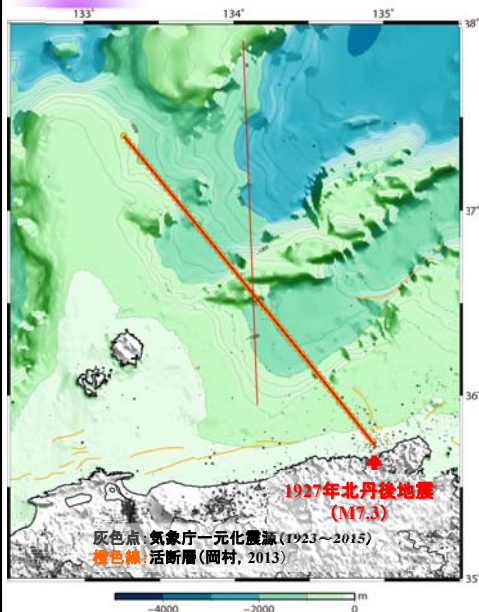 133° 134° 135°
38°
37°
36°
1927年北丹後地震
（M7.3）
灰色点：気象庁一元化震源（1923～2015）
橙色線：活断層（岡村，2013）
35°
m
−4000 −2000 0